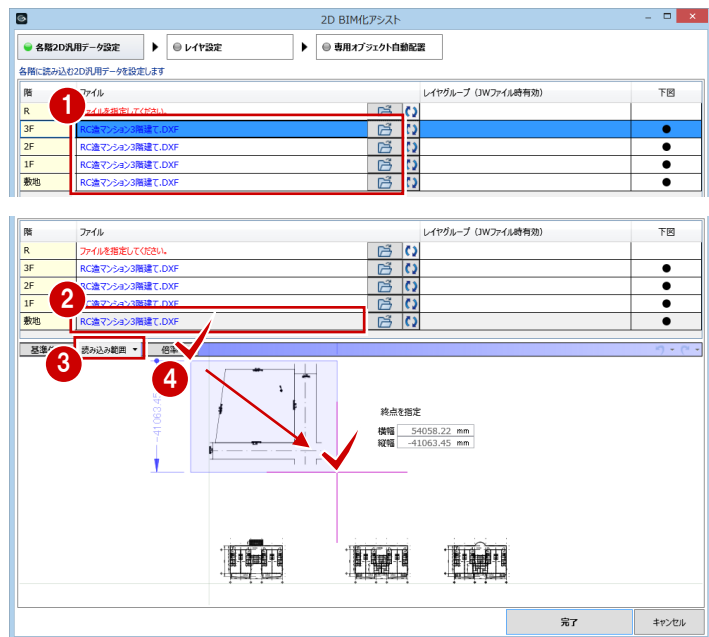 2D BIM化アシスト
各階2D汎用データ設定 レイヤ設定 専用オブジェクト自動配置
各階に読み込む2D汎用データを設定します
階 ファイル レイヤグループ（JWファイル時有効） 下図
1
R ファイルを指定してください。
3F RC造マンション3階建て.DXF ●
2F RC造マンション3階建て.DXF ●
1F RC造マンション3階建て.DXF ●
敷地 RC造マンション3階建て.DXF ●
階 ファイル レイヤグループ（JWファイル時有効） 下図
R ファイルを指定してください。
3F RC造マンション3階建て.DXF ●
2F RC造マンション3階建て.DXF ●
2
1F RC造マンション3階建て.DXF ●
敷地 RC造マンション3階建て.DXF ●
基準 読み込み範囲 倍率
3
4
-41063.45
終点を指定
横幅 54058.22 mm
縦幅 -41063.45 mm
完了 キャンセル